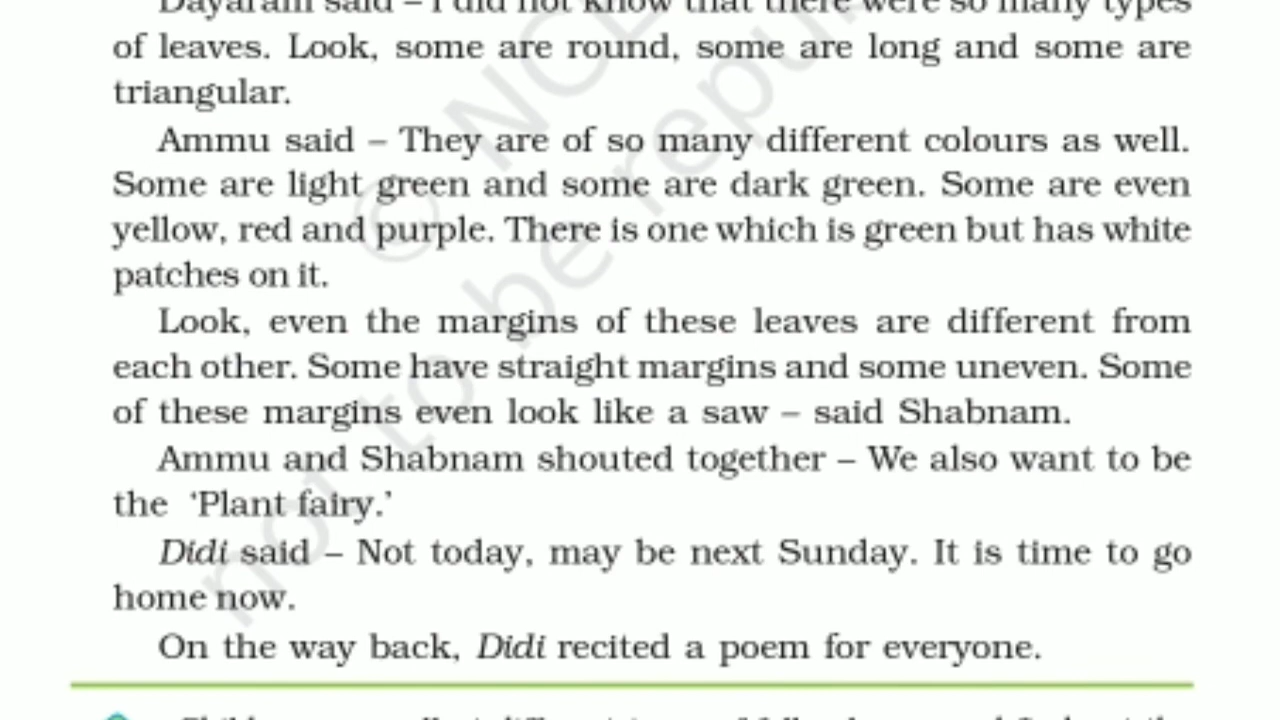 Dayaram said – I did not know that there were so many types
of leaves. Look, some are round, some are long and some are
triangular.
Ammu said – They are of so many different colours as well.
Some are light green and some are dark green. Some are even
yellow, red and purple. There is one which is green but has white
patches on it.
Look, even the margins of these leaves are different from
each other. Some have straight margins and some uneven. Some
of these margins even look like a saw – said Shabnam.
Ammu and Shabnam shouted together – We also want to be
the ‘Plant fairy.’
Didi said – Not today, may be next Sunday. It is time to go
home now.
On the way back, Didi recited a poem for everyone.
© NCE
not to be repu